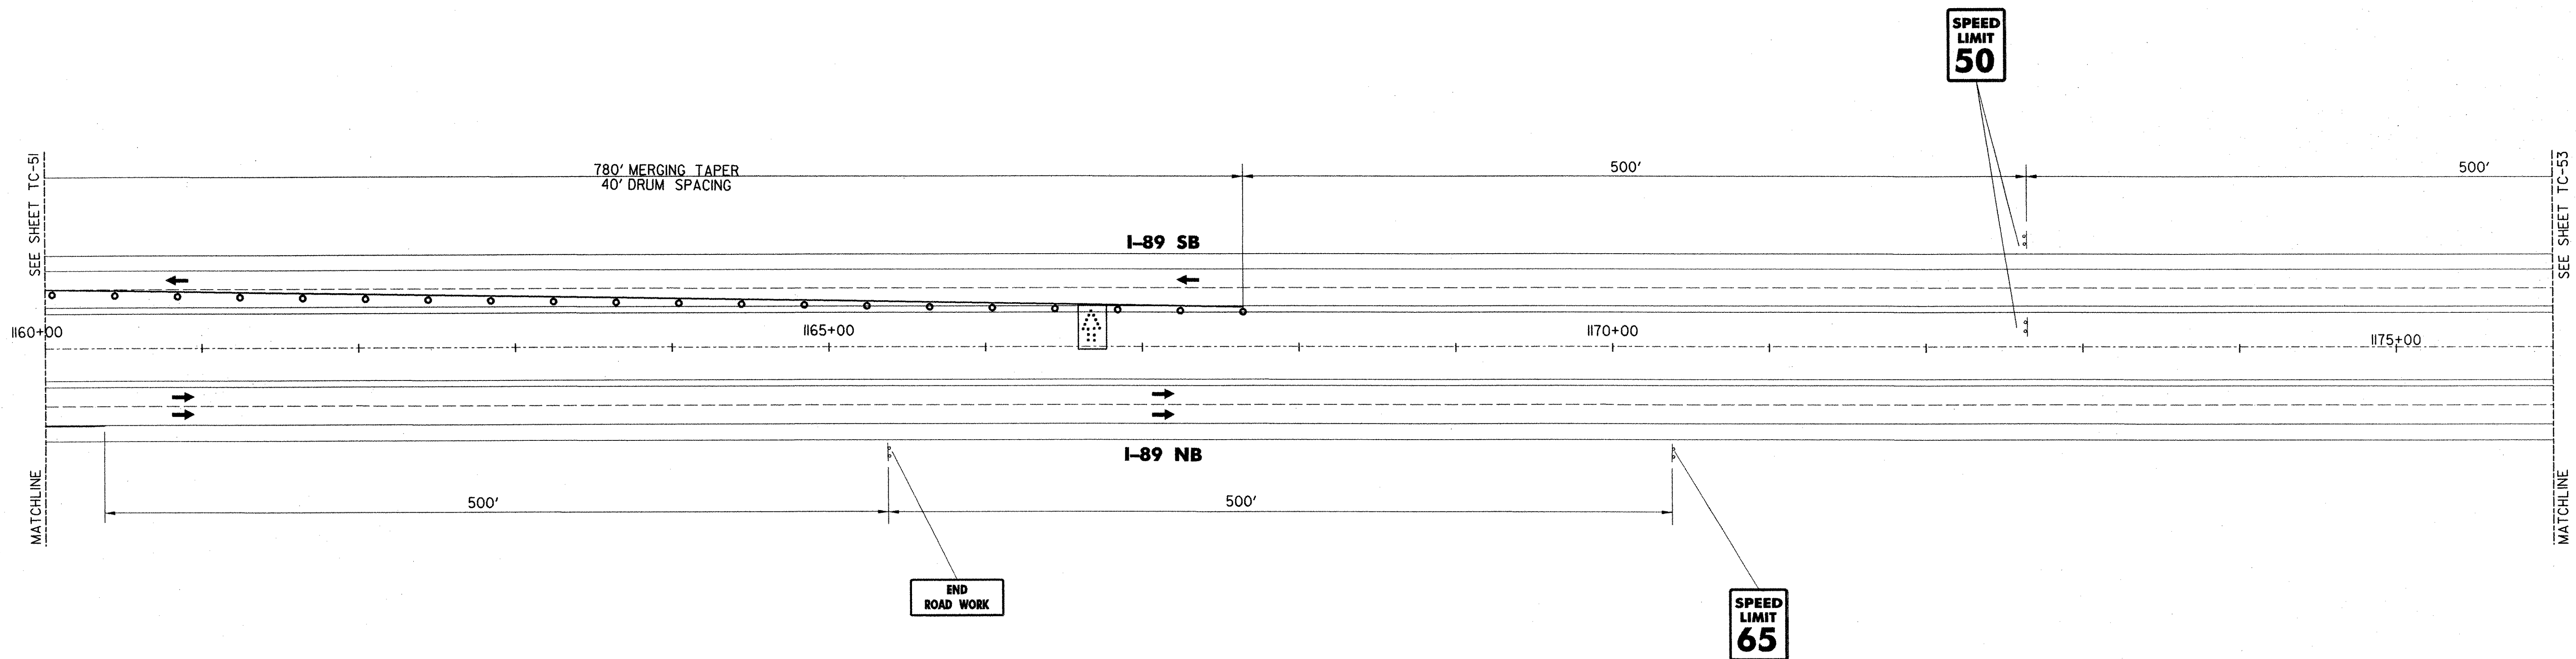 SPEED
LIMIT
50
SEE SHEET TC-51
780' MERGING TAPER
40' DRUM SPACING
500'
500'
SEE SHEET TC-53
I-89 SB
1160+00
1165+00
1170+00
1175+00
I-89 NB
MATCHLINE
500'
500'
MATCHLINE
END
ROAD WORK
SPEED
LIMIT
65